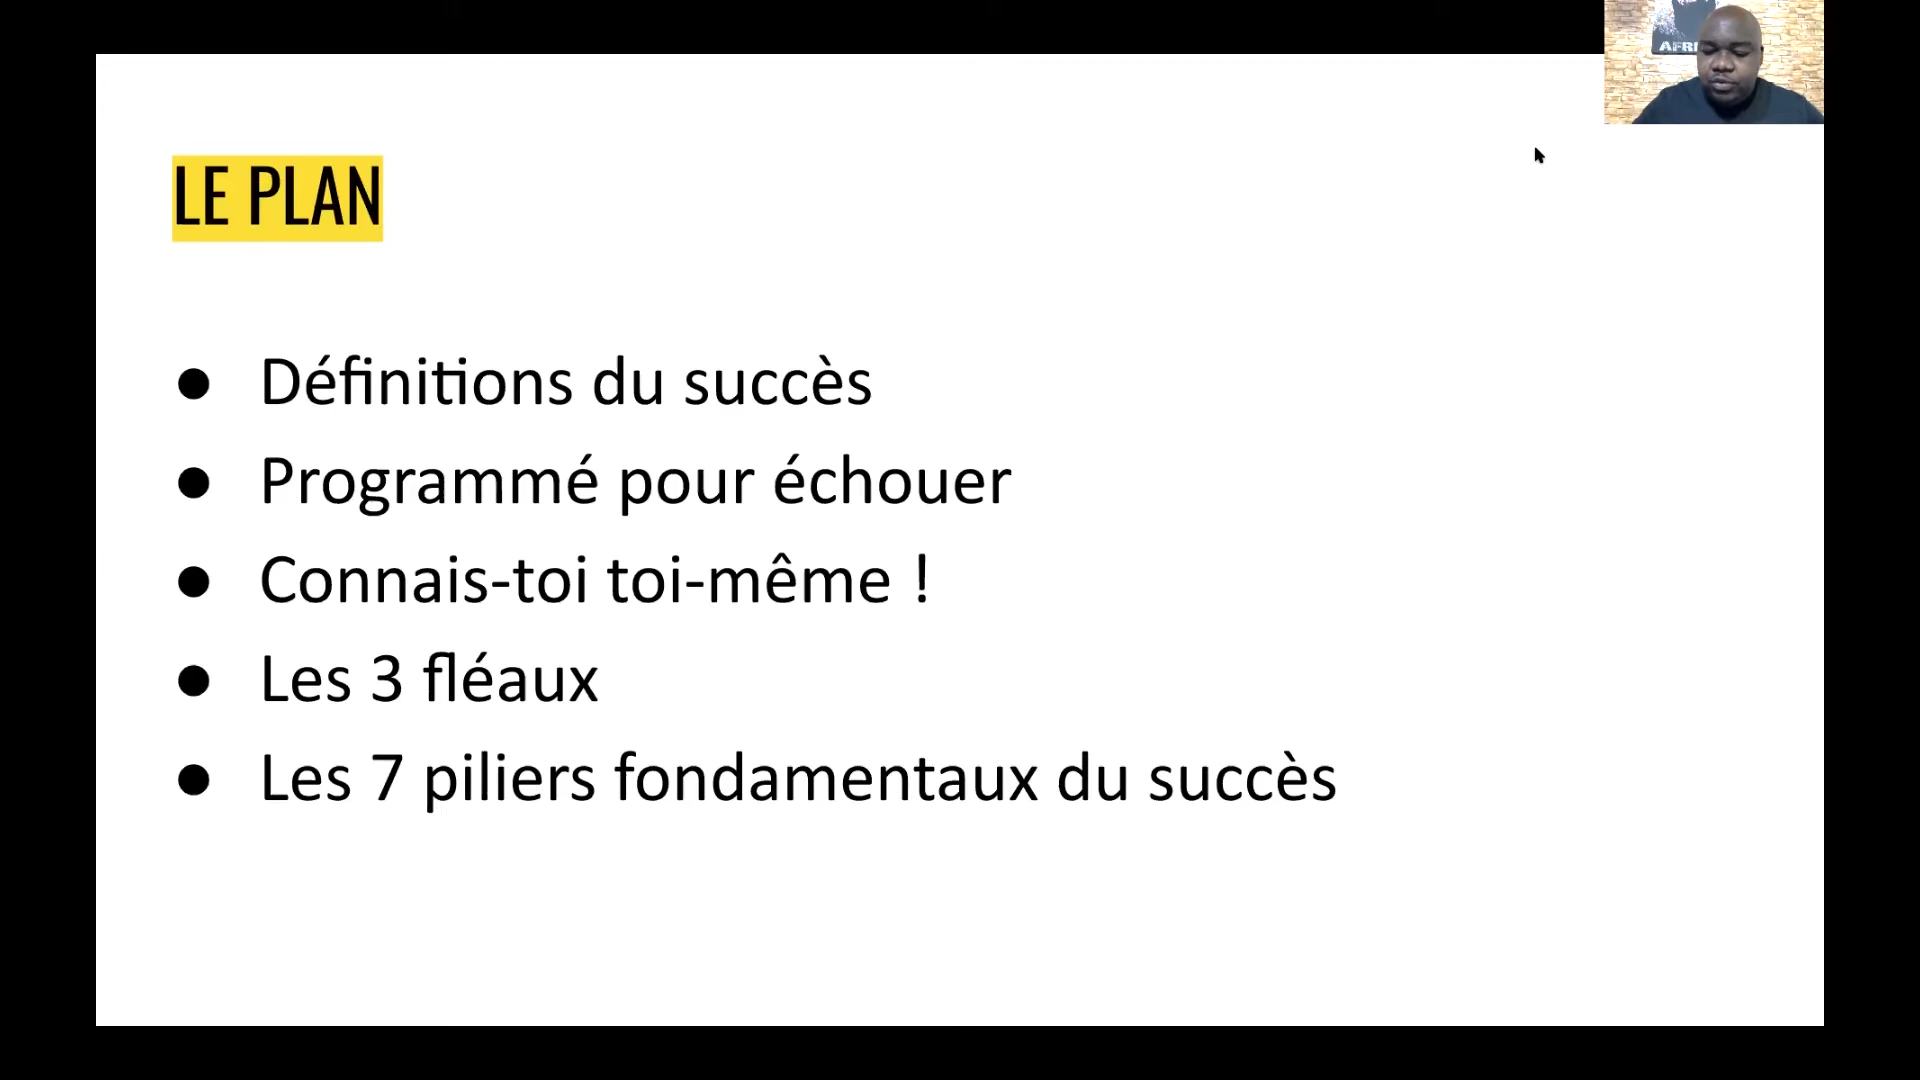 AFRI
LE PLAN
Définitions du succès
Programmé pour échouer
Connais-toi toi-même !
Les 3 fléaux
Les 7 piliers fondamentaux du succès